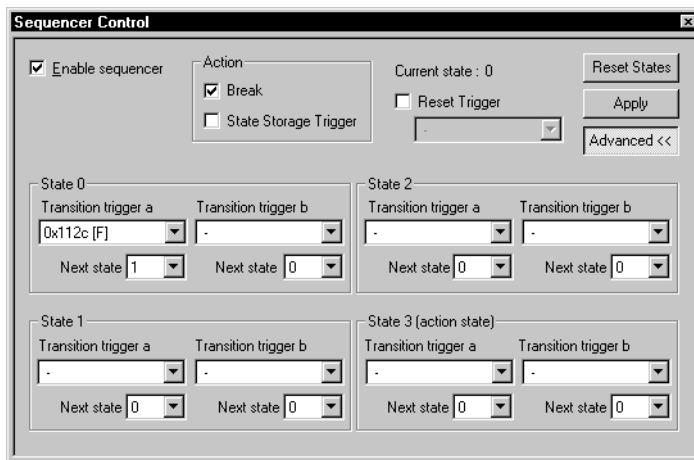 Sequencer Control
Enable sequencer
Action
Break
State Storage Trigger
Current state : 0
Reset Trigger
-
Reset States
Apply
Advanced <<
State 0
Transition trigger a Transition trigger b
0x112c [F] -
Next state 1 Next state 0
State 2
Transition trigger a Transition trigger b
- -
Next state 0 Next state 0
State 1
Transition trigger a Transition trigger b
- -
Next state 0 Next state 0
State 3 (action state)
Transition trigger a Transition trigger b
- -
Next state 0 Next state 0